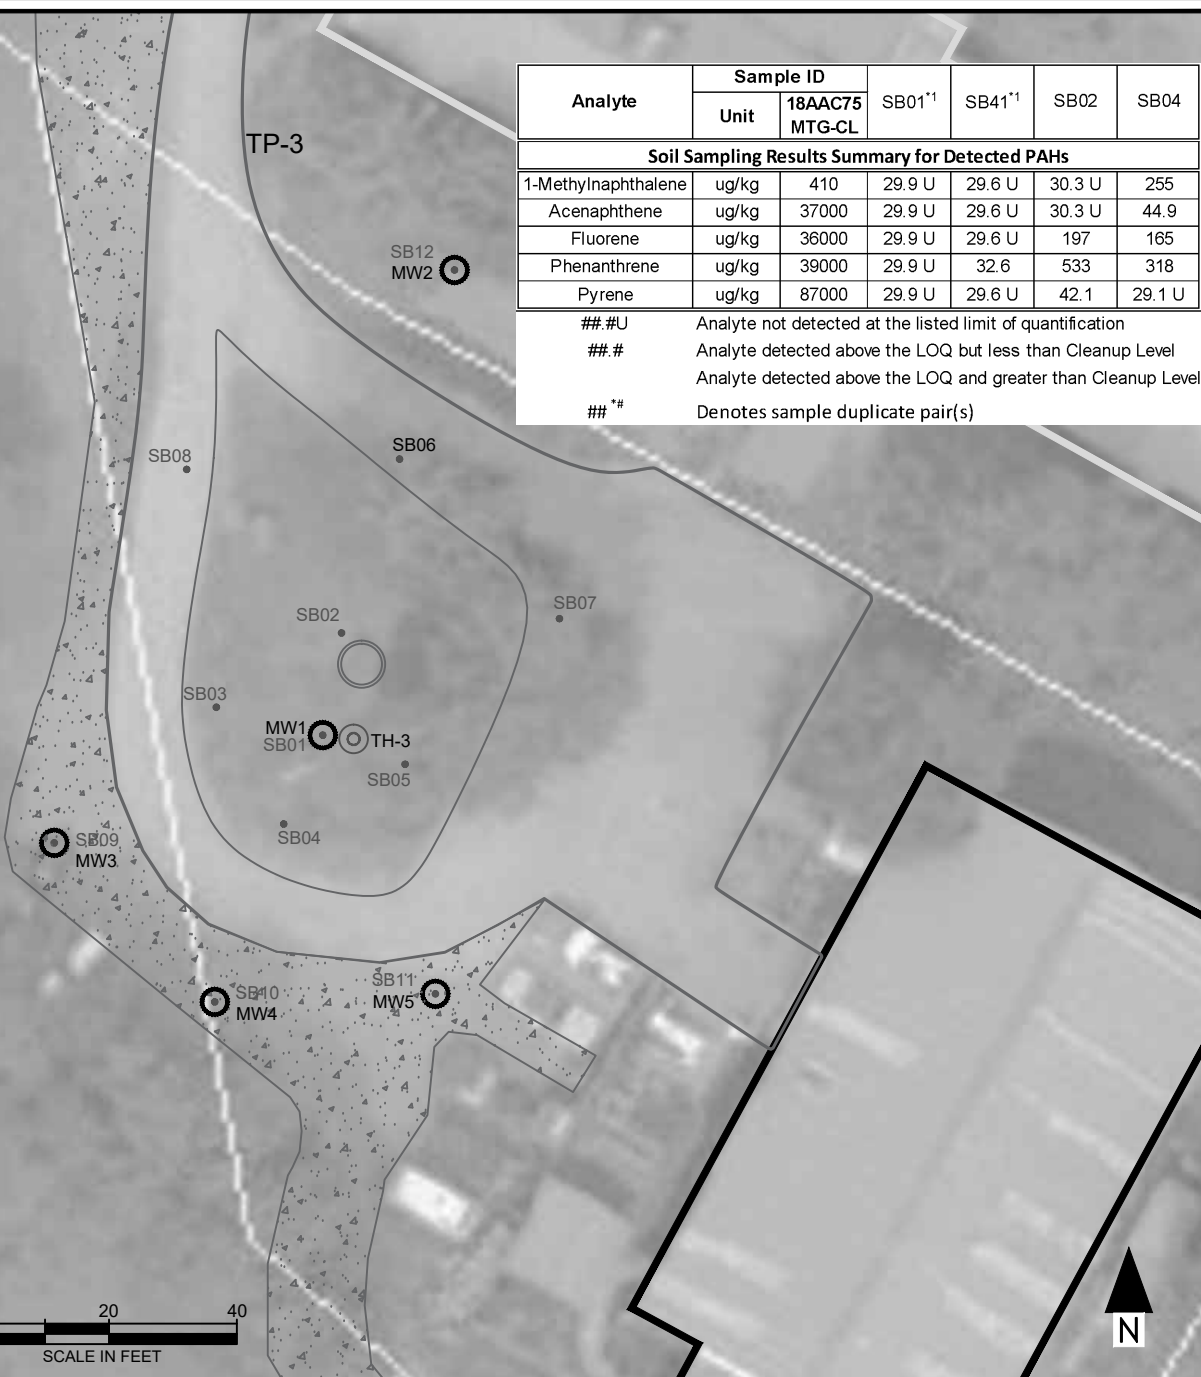 TP-3
Analyte Sample ID SB01*1 SB41*1 SB02 SB04
Unit 18AAC75 MTG-CL
Soil Sampling Results Summary for Detected PAHs
1-Methylnaphthalene ug/kg 410 29.9 U 29.6 U 30.3 U 255
Acenaphthene ug/kg 37000 29.9 U 29.6 U 30.3 U 44.9
Fluorene ug/kg 36000 29.9 U 29.6 U 197 165
Phenanthrene ug/kg 39000 29.9 U 32.6 533 318
Pyrene ug/kg 87000 29.9 U 29.6 U 42.1 29.1 U
##.#U Analyte not detected at the listed limit of quantification
##.# Analyte detected above the LOQ but less than Cleanup Level
Analyte detected above the LOQ and greater than Cleanup Level
## *# Denotes sample duplicate pair(s)
SB12
MW2
SB06
SB08
SB07
SB02
SB03
MW1
SB01
TH-3
SB05
SB04
SB09
MW3
SB10
MW4
SB11
MW5
20 40
SCALE IN FEET
N